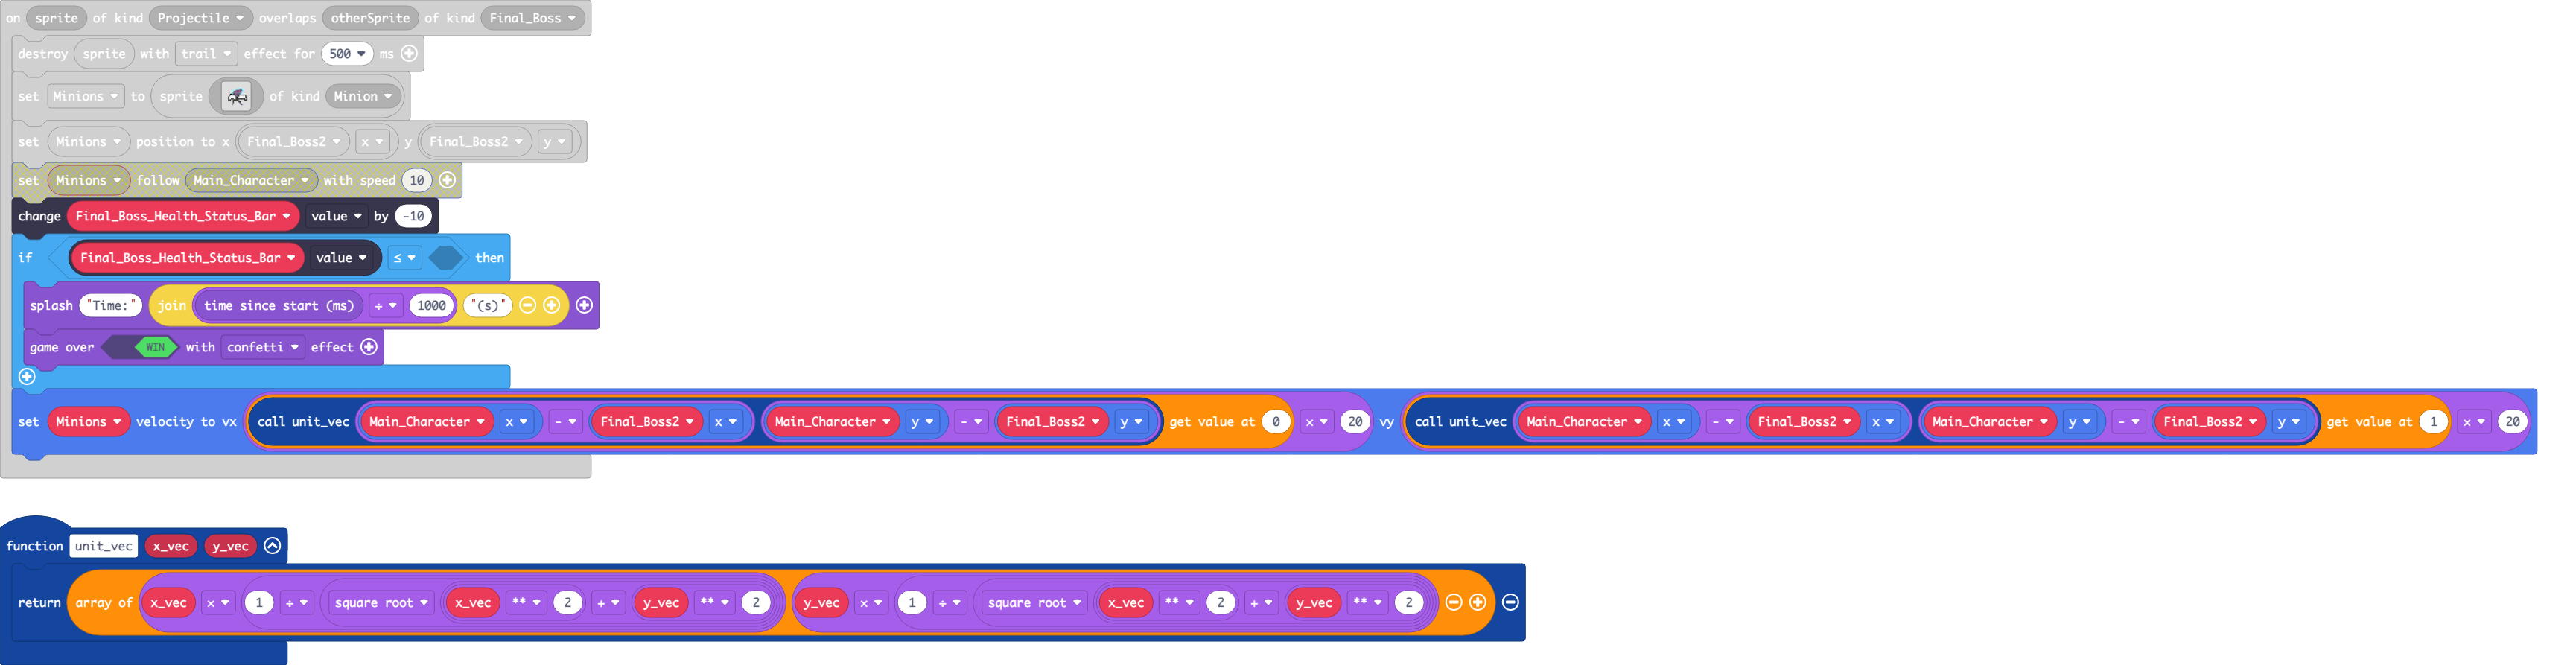 on sprite of kind Projectile overlaps otherSprite of kind Final_Boss
destroy sprite with trail effect for 500 ms
set Minions to sprite of kind Minion
set Minions position to x Final_Boss2 x y Final_Boss2 y
set Minions follow Main_Character with speed 10
change Final_Boss_Health_Status_Bar value by -10
if Final_Boss_Health_Status_Bar value ≤ then
splash "Time:" join time since start (ms) ÷ 1000 "(s)"
game over WIN with confetti effect
set Minions velocity to vx call unit_vec Main_Character x - Final_Boss2 x Main_Character y - Final_Boss2 y get value at 0 × 20 vy call unit_vec Main_Character x - Final_Boss2 x Main_Character y - Final_Boss2 y get value at 1 × 20
function unit_vec x_vec y_vec
return array of x_vec × 1 ÷ square root x_vec ** 2 + y_vec ** 2 y_vec × 1 ÷ square root x_vec ** 2 + y_vec ** 2